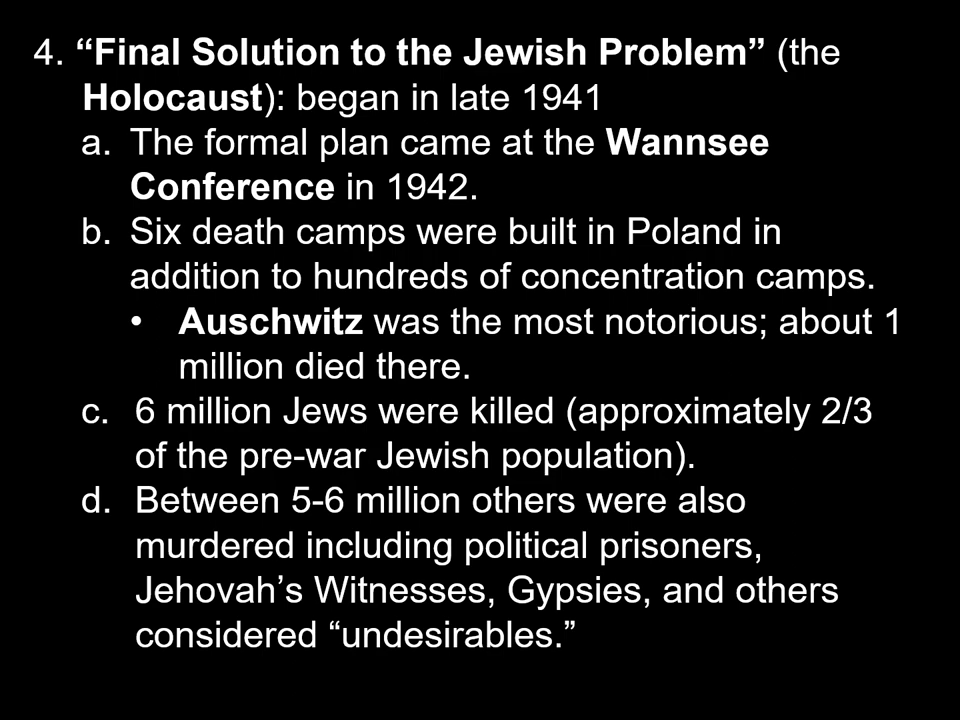 4. “Final Solution to the Jewish Problem” (the
Holocaust): began in late 1941
a. The formal plan came at the Wannsee
Conference in 1942.
b. Six death camps were built in Poland in
addition to hundreds of concentration camps.
• Auschwitz was the most notorious; about 1
million died there.
c. 6 million Jews were killed (approximately 2/3
of the pre-war Jewish population).
d. Between 5-6 million others were also
murdered including political prisoners,
Jehovah’s Witnesses, Gypsies, and others
considered “undesirables.”